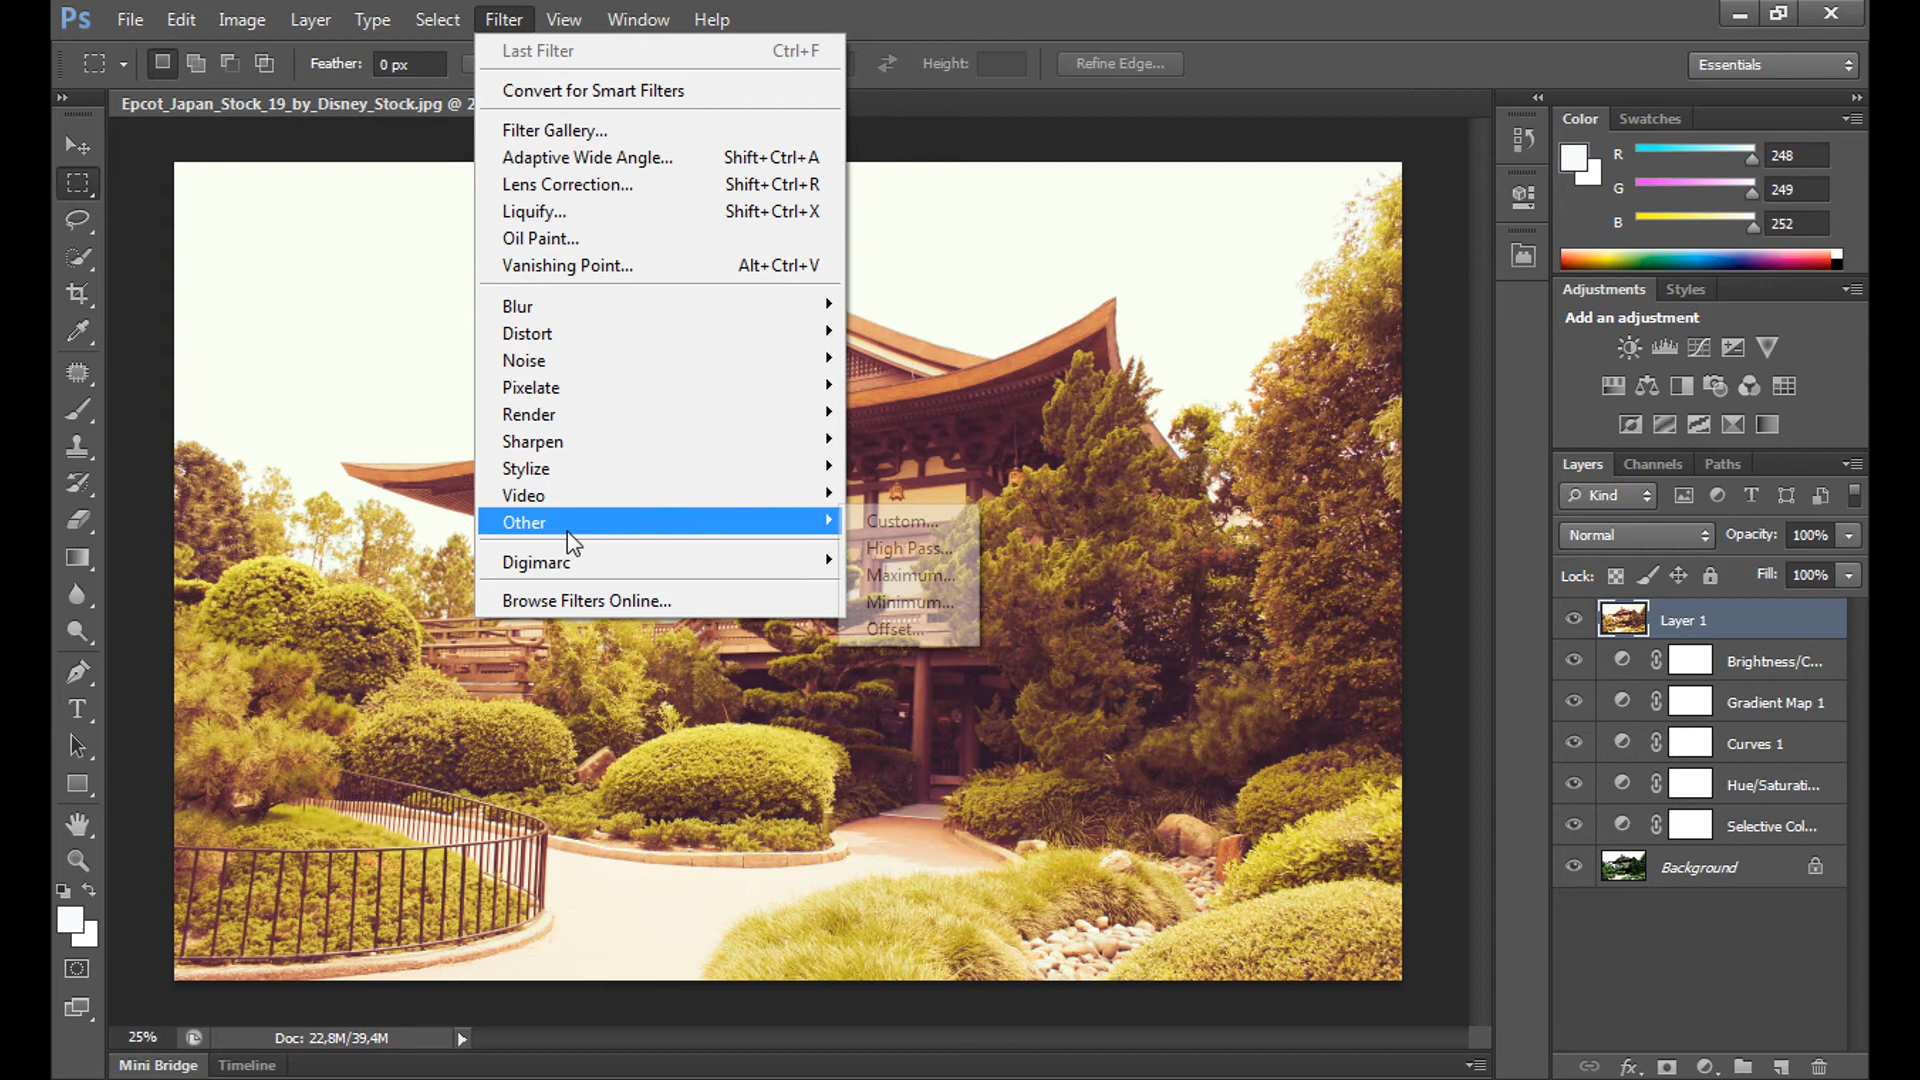 Ps File Edit Image Layer Type Select Filter View Window Help
Feather: 0 px Height: Refine Edge... Essentials
Epcot_Japan_Stock_19_by_Disney_Stock.jpg @ 2
Last Filter Ctrl+F
Convert for Smart Filters
Filter Gallery...
Adaptive Wide Angle... Shift+Ctrl+A
Lens Correction... Shift+Ctrl+R
Liquify... Shift+Ctrl+X
Oil Paint...
Vanishing Point... Alt+Ctrl+V
Blur
Distort
Noise
Pixelate
Render
Sharpen
Stylize
Video
Other
Digimarc
Browse Filters Online...
Custom...
High Pass...
Maximum...
Minimum...
Offset...
Color Swatches
R 248
G 249
B 252
Adjustments Styles
Add an adjustment
Layers Channels Paths
Kind
Normal Opacity: 100%
Lock: Fill: 100%
Layer 1
Brightness/C...
Gradient Map 1
Curves 1
Hue/Saturati...
Selective Col...
Background
25% Doc: 22,8M/39,4M
Mini Bridge Timeline